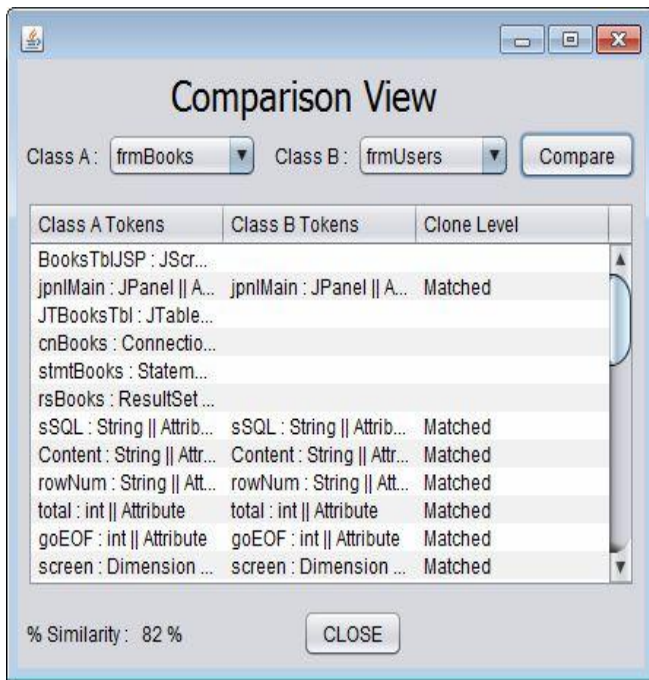 Comparison View
Class A : frmBooks Class B : frmUsers Compare
Class A Tokens Class B Tokens Clone Level
BooksTblJSP : JScr...
jpnlMain : JPanel || A... jpnlMain : JPanel || A... Matched
JTBooksTbl : JTable...
cnBooks : Connectio...
stmtBooks : Statem...
rsBooks : ResultSet ...
sSQL : String || Attrib... sSQL : String || Attrib... Matched
Content : String || Attr... Content : String || Attr... Matched
rowNum : String || Att... rowNum : String || Att... Matched
total : int || Attribute total : int || Attribute Matched
goEOF : int || Attribute goEOF : int || Attribute Matched
screen : Dimension ... screen : Dimension ... Matched
% Similarity : 82 % CLOSE